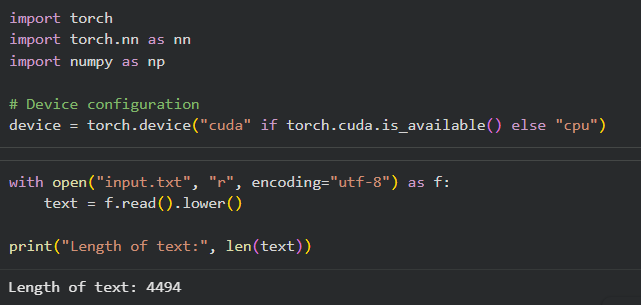 import torch
import torch.nn as nn
import numpy as np
# Device configuration
device = torch.device("cuda" if torch.cuda.is_available() else "cpu")
with open("input.txt", "r", encoding="utf-8") as f:
    text = f.read().lower()
print("Length of text:", len(text))
Length of text: 4494